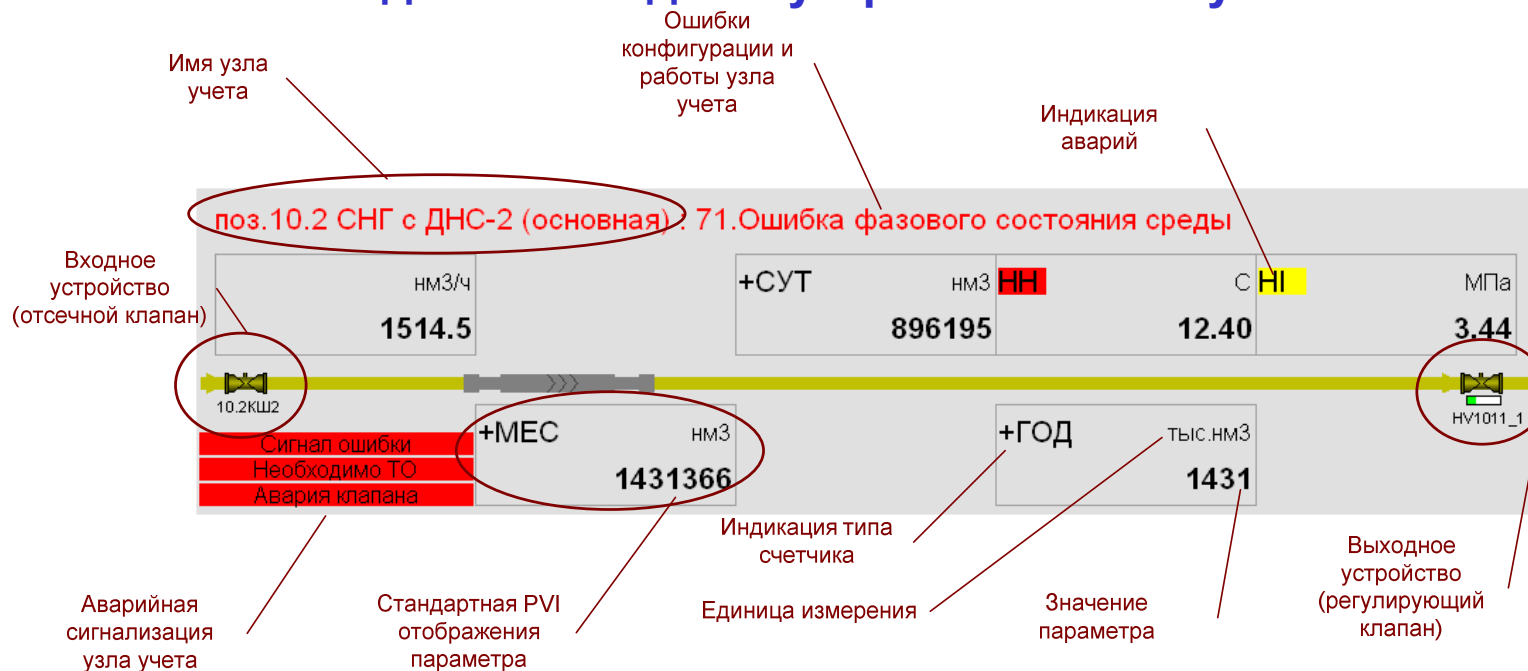 Ошибки
конфигурации и
работы узла
учета
Имя узла
учета
Индикация
аварий
поз.10.2 СНГ с ДНС-2 (основная) : 71.Ошибка фазового состояния среды
Входное
устройство
(отсечной клапан)
нм3/ч
1514.5
+СУТ нм3
896195
HH С
12.40
HI МПа
3.44
10.2КШ2
HV1011_1
Сигнал ошибки
Необходимо ТО
Авария клапана
+МЕС нм3
1431366
+ГОД тыс.нм3
1431
Индикация типа
счетчика
Единица измерения
Аварийная
сигнализация
узла учета
Стандартная PVI
отображения
параметра
Значение
параметра
Выходное
устройство
(регулирующий
клапан)